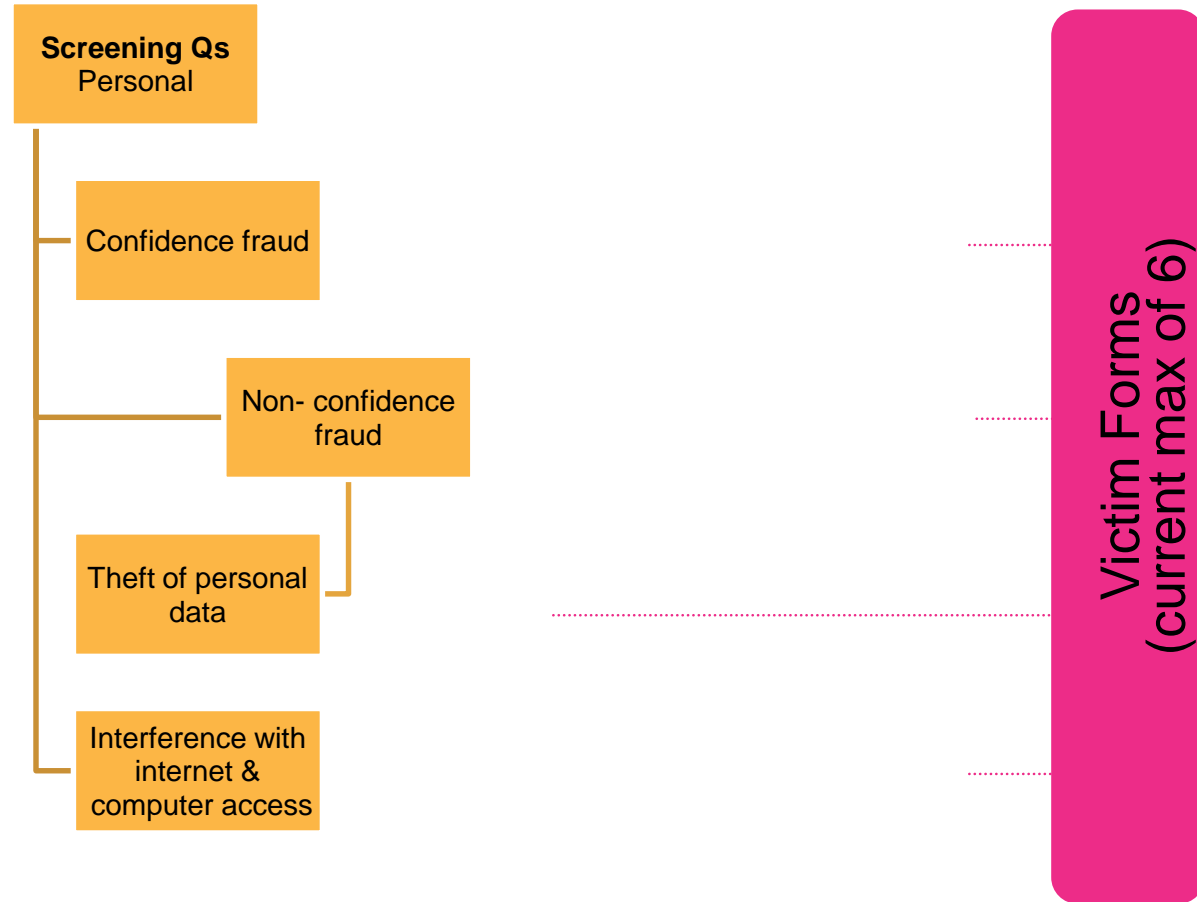 Screening Qs
Personal
Confidence fraud
Non- confidence
fraud
Theft of personal
data
Interference with
internet &
computer access
Victim Forms
(current max of 6)